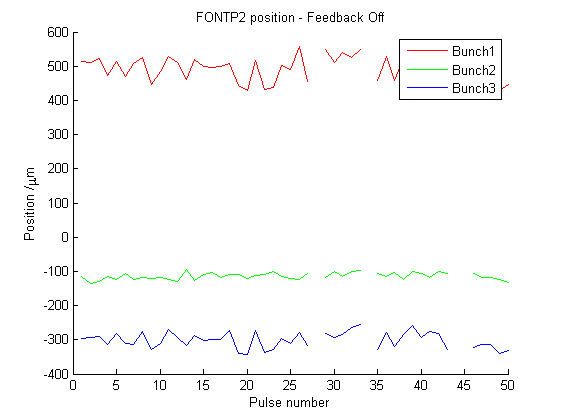 FONTP2 position - Feedback Off
600
500
400
300
200
100
0
-100
-200
-300
-400
Position /μm
Bunch1
Bunch2
Bunch3
0 5 10 15 20 25 30 35 40 45 50
Pulse number